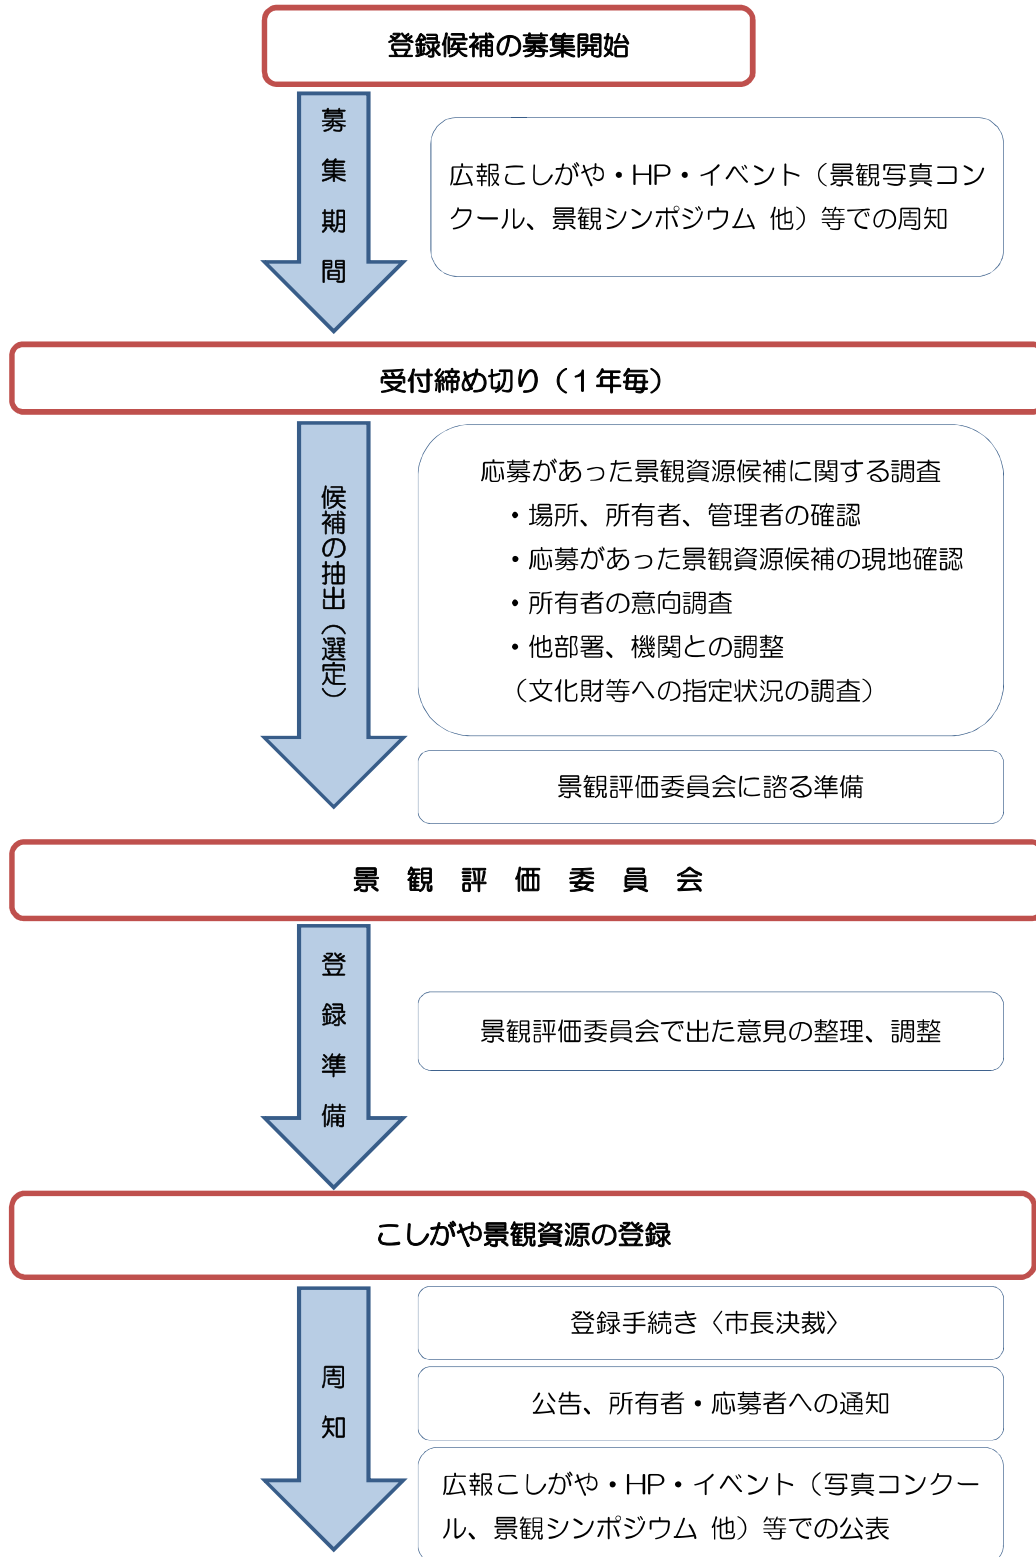 登録候補の募集開始
募集期間
広報こしがや・HP・イベント（景観写真コン
クール、景観シンポジウム 他）等での周知
受付締め切り（１年毎）
候補の抽出（選定）
応募があった景観資源候補に関する調査
・場所、所有者、管理者の確認
・応募があった景観資源候補の現地確認
・所有者の意向調査
・他部署、機関との調整
（文化財等への指定状況の調査）
景観評価委員会に諮る準備
景 観 評 価 委 員 会
登録準備
景観評価委員会で出た意見の整理、調整
こしがや景観資源の登録
周知
登録手続き〈市長決裁〉
公告、所有者・応募者への通知
広報こしがや・HP・イベント（写真コンクー
ル、景観シンポジウム 他）等での公表